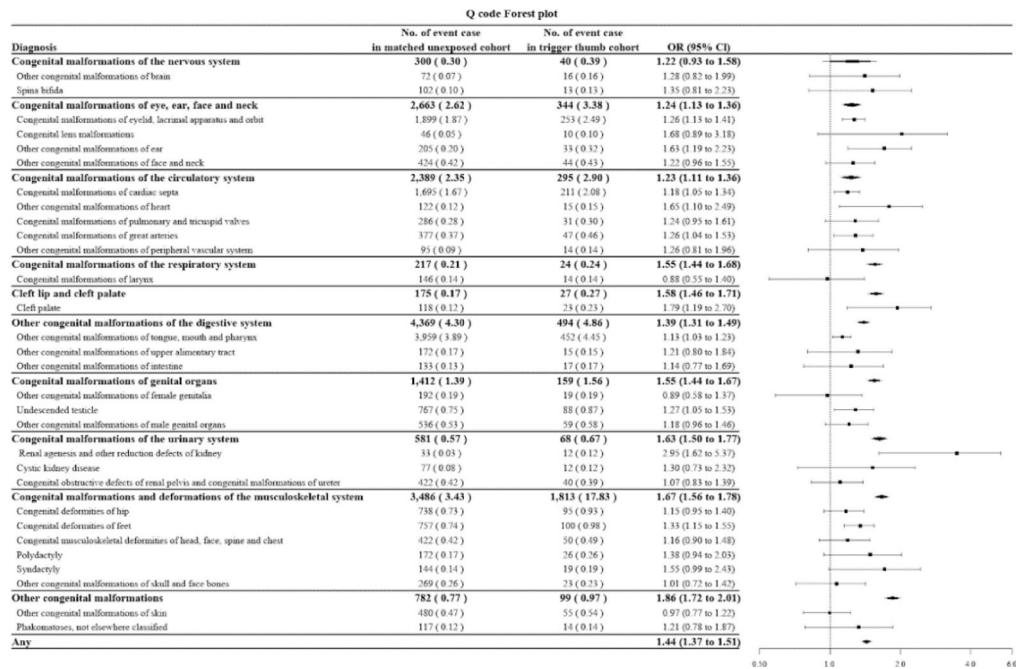 Q code Forest plot
No. of event case No. of event case
Diagnosis in matched unexposed cohort in trigger thumb cohort OR (95% CI)
Congenital malformations of the nervous system 300 ( 0.30 ) 40 ( 0.39 ) 1.22 (0.93 to 1.58)
Other congenital malformations of brain 72 ( 0.07 ) 16 ( 0.16 ) 1.28 (0.82 to 1.99)
Spina bifida 102 ( 0.10 ) 13 ( 0.13 ) 1.35 (0.81 to 2.23)
Congenital malformations of eye, ear, face and neck 2,663 ( 2.62 ) 344 ( 3.38 ) 1.24 (1.13 to 1.36)
Congenital malformations of eyelid, lacrimal apparatus and orbit 1,899 ( 1.87 ) 253 ( 2.49 ) 1.26 (1.13 to 1.41)
Congenital lens malformations 46 ( 0.05 ) 10 ( 0.10 ) 1.68 (0.89 to 3.18)
Other congenital malformations of ear 205 ( 0.20 ) 33 ( 0.32 ) 1.63 (1.19 to 2.23)
Other congenital malformations of face and neck 424 ( 0.42 ) 44 ( 0.43 ) 1.22 (0.96 to 1.55)
Congenital malformations of the circulatory system 2,389 ( 2.35 ) 295 ( 2.90 ) 1.23 (1.11 to 1.36)
Congenital malformations of cardiac septa 1,695 ( 1.67 ) 211 ( 2.08 ) 1.18 (1.05 to 1.34)
Other congenital malformations of heart 122 ( 0.12 ) 15 ( 0.15 ) 1.65 (1.10 to 2.49)
Congenital malformations of pulmonary and tricuspid valves 286 ( 0.28 ) 31 ( 0.30 ) 1.24 (0.95 to 1.61)
Congenital malformations of great arteries 377 ( 0.37 ) 47 ( 0.46 ) 1.26 (1.04 to 1.53)
Other congenital malformations of peripheral vascular system 95 ( 0.09 ) 14 ( 0.14 ) 1.26 (0.81 to 1.96)
Congenital malformations of the respiratory system 217 ( 0.21 ) 24 ( 0.24 ) 1.55 (1.44 to 1.68)
Congenital malformations of larynx 146 ( 0.14 ) 14 ( 0.14 ) 0.88 (0.55 to 1.40)
Cleft lip and cleft palate 175 ( 0.17 ) 27 ( 0.27 ) 1.58 (1.46 to 1.71)
Cleft palate 118 ( 0.12 ) 23 ( 0.23 ) 1.79 (1.19 to 2.70)
Other congenital malformations of the digestive system 4,369 ( 4.30 ) 494 ( 4.86 ) 1.39 (1.31 to 1.49)
Other congenital malformations of tongue, mouth and pharynx 3,959 ( 3.89 ) 452 ( 4.45 ) 1.13 (1.03 to 1.23)
Other congenital malformations of upper alimentary tract 172 ( 0.17 ) 15 ( 0.15 ) 1.21 (0.80 to 1.84)
Other congenital malformations of intestine 133 ( 0.13 ) 17 ( 0.17 ) 1.14 (0.77 to 1.69)
Congenital malformations of genital organs 1,412 ( 1.39 ) 159 ( 1.56 ) 1.55 (1.44 to 1.67)
Other congenital malformations of female genitalia 192 ( 0.19 ) 19 ( 0.19 ) 0.89 (0.58 to 1.37)
Undescended testicle 767 ( 0.75 ) 88 ( 0.87 ) 1.27 (1.05 to 1.53)
Other congenital malformations of male genital organs 536 ( 0.53 ) 59 ( 0.58 ) 1.18 (0.96 to 1.46)
Congenital malformations of the urinary system 581 ( 0.57 ) 68 ( 0.67 ) 1.63 (1.50 to 1.77)
Renal agenesis and other reduction defects of kidney 33 ( 0.03 ) 12 ( 0.12 ) 2.95 (1.62 to 5.37)
Cystic kidney disease 77 ( 0.08 ) 12 ( 0.12 ) 1.30 (0.73 to 2.32)
Congenital obstructive defects of renal pelvis and congenital malformations of ureter 422 ( 0.42 ) 40 ( 0.39 ) 1.07 (0.83 to 1.39)
Congenital malformations and deformations of the musculoskeletal system 3,486 ( 3.43 ) 1,813 ( 17.83 ) 1.67 (1.56 to 1.78)
Congenital deformities of hip 738 ( 0.73 ) 95 ( 0.93 ) 1.15 (0.95 to 1.40)
Congenital deformities of feet 757 ( 0.74 ) 100 ( 0.98 ) 1.33 (1.15 to 1.55)
Congenital musculoskeletal deformities of head, face, spine and chest 422 ( 0.42 ) 50 ( 0.49 ) 1.16 (0.90 to 1.48)
Polydactyly 172 ( 0.17 ) 26 ( 0.26 ) 1.38 (0.94 to 2.03)
Syndactyly 144 ( 0.14 ) 19 ( 0.19 ) 1.55 (0.99 to 2.43)
Other congenital malformations of skull and face bones 269 ( 0.26 ) 23 ( 0.23 ) 1.01 (0.72 to 1.42)
Other congenital malformations 782 ( 0.77 ) 99 ( 0.97 ) 1.86 (1.72 to 2.01)
Other congenital malformations of skin 480 ( 0.47 ) 55 ( 0.54 ) 0.97 (0.77 to 1.22)
Phakomatoses, not elsewhere classified 117 ( 0.12 ) 14 ( 0.14 ) 1.21 (0.78 to 1.87)
Any 1.44 (1.37 to 1.51)
0.50 1.0 2.0 4.0 6.0